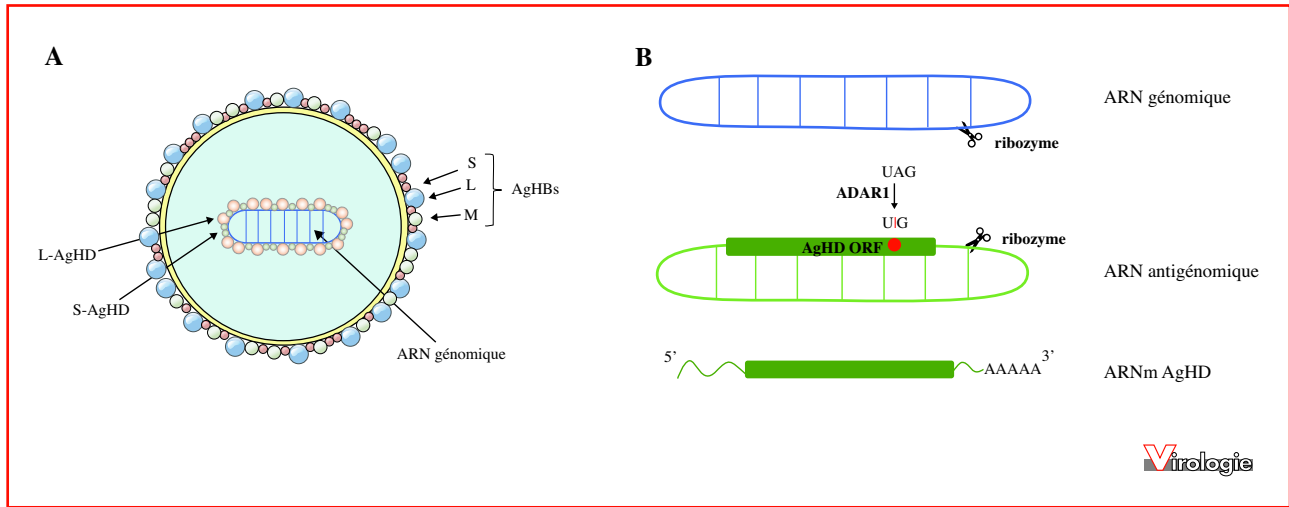 A
S
L
M
AgHBs
L-AgHD
S-AgHD
ARN génomique
B
ARN génomique
ribozyme
UAG
ADAR1
UIG
AgHD ORF
ribozyme
ARN antigénomique
5’
AAAAA
3’
ARNm AgHD
Virologie